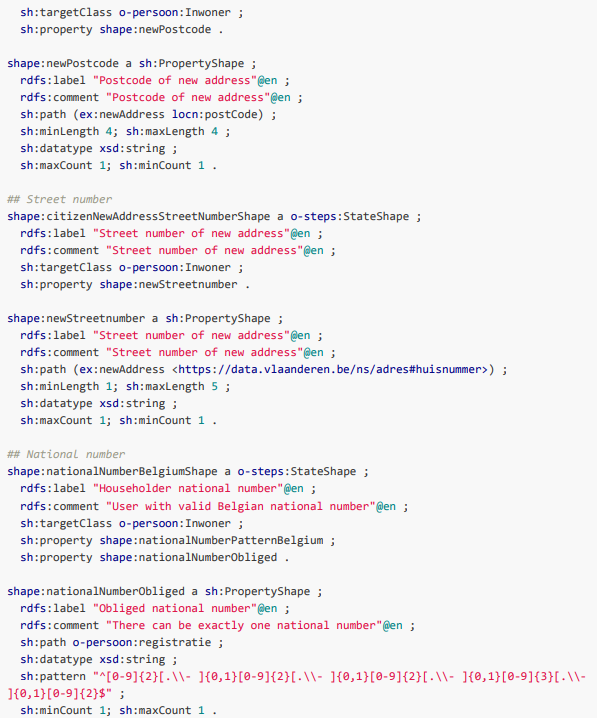 sh:targetClass o-persoon:Inwoner ;
sh:property shape:newPostcode .
shape:newPostcode a sh:PropertyShape ;
rdfs:label "Postcode of new address"@en ;
rdfs:comment "Postcode of new address"@en ;
sh:path (ex:newAddress locn:postCode) ;
sh:minLength 4; sh:maxLength 4 ;
sh:datatype xsd:string ;
sh:maxCount 1; sh:minCount 1 .
## Street number
shape:citizenNewAddressStreetNumberShape a o-steps:StateShape ;
rdfs:label "Street number of new address"@en ;
rdfs:comment "Street number of new address"@en ;
sh:targetClass o-persoon:Inwoner ;
sh:property shape:newStreetnumber .
shape:newStreetnumber a sh:PropertyShape ;
rdfs:label "Street number of new address"@en ;
rdfs:comment "Street number of new address"@en ;
sh:path (ex:newAddress <https://data.vlaanderen.be/ns/adres#huisnummer>) ;
sh:minLength 1; sh:maxLength 5 ;
sh:datatype xsd:string ;
sh:maxCount 1; sh:minCount 1 .
## National number
shape:nationalNumberBelgiumShape a o-steps:StateShape ;
rdfs:label "Householder national number"@en ;
rdfs:comment "User with valid Belgian national number"@en ;
sh:targetClass o-persoon:Inwoner ;
sh:property shape:nationalNumberPatternBelgium ;
sh:property shape:nationalNumberObliged .
shape:nationalNumberObliged a sh:PropertyShape ;
rdfs:label "Obliged national number"@en ;
rdfs:comment "There can be exactly one national number"@en ;
sh:path o-persoon:registratie ;
sh:datatype xsd:string ;
sh:pattern "^[0-9]{2}[.\\- ]{0,1}[0-9]{2}[.\\- ]{0,1}[0-9]{2}[.\\- ]{0,1}[0-9]{3}[.\\-
]{0,1}[0-9]{2}$" ;
sh:minCount 1; sh:maxCount 1 .